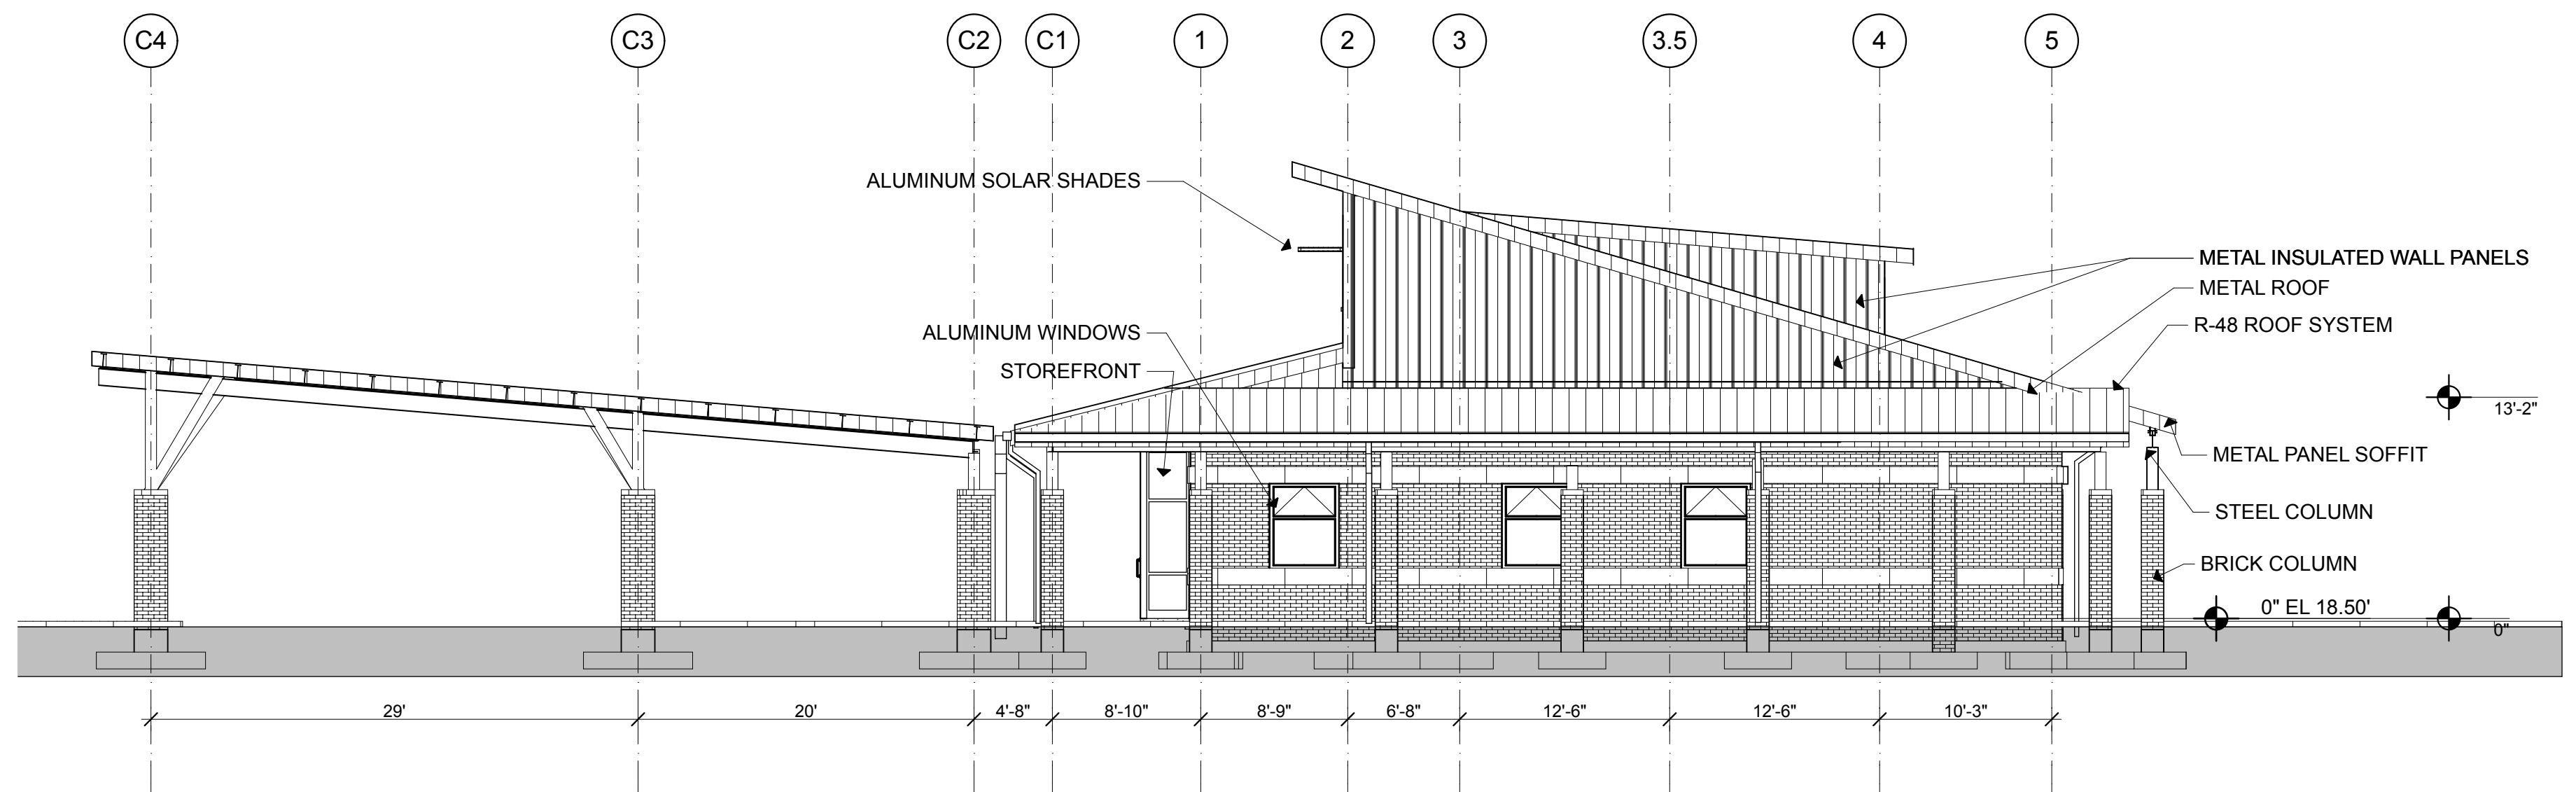 C4 C3 C2 C1 1 2 3 3.5 4 5
ALUMINUM SOLAR SHADES
METAL INSULATED WALL PANELS
METAL ROOF
R-48 ROOF SYSTEM
ALUMINUM WINDOWS
STOREFRONT
13'-2"
METAL PANEL SOFFIT
STEEL COLUMN
BRICK COLUMN
0" EL 18.50'
0"
29' 20' 4'-8" 8'-10" 8'-9" 6'-8" 12'-6" 12'-6" 10'-3"